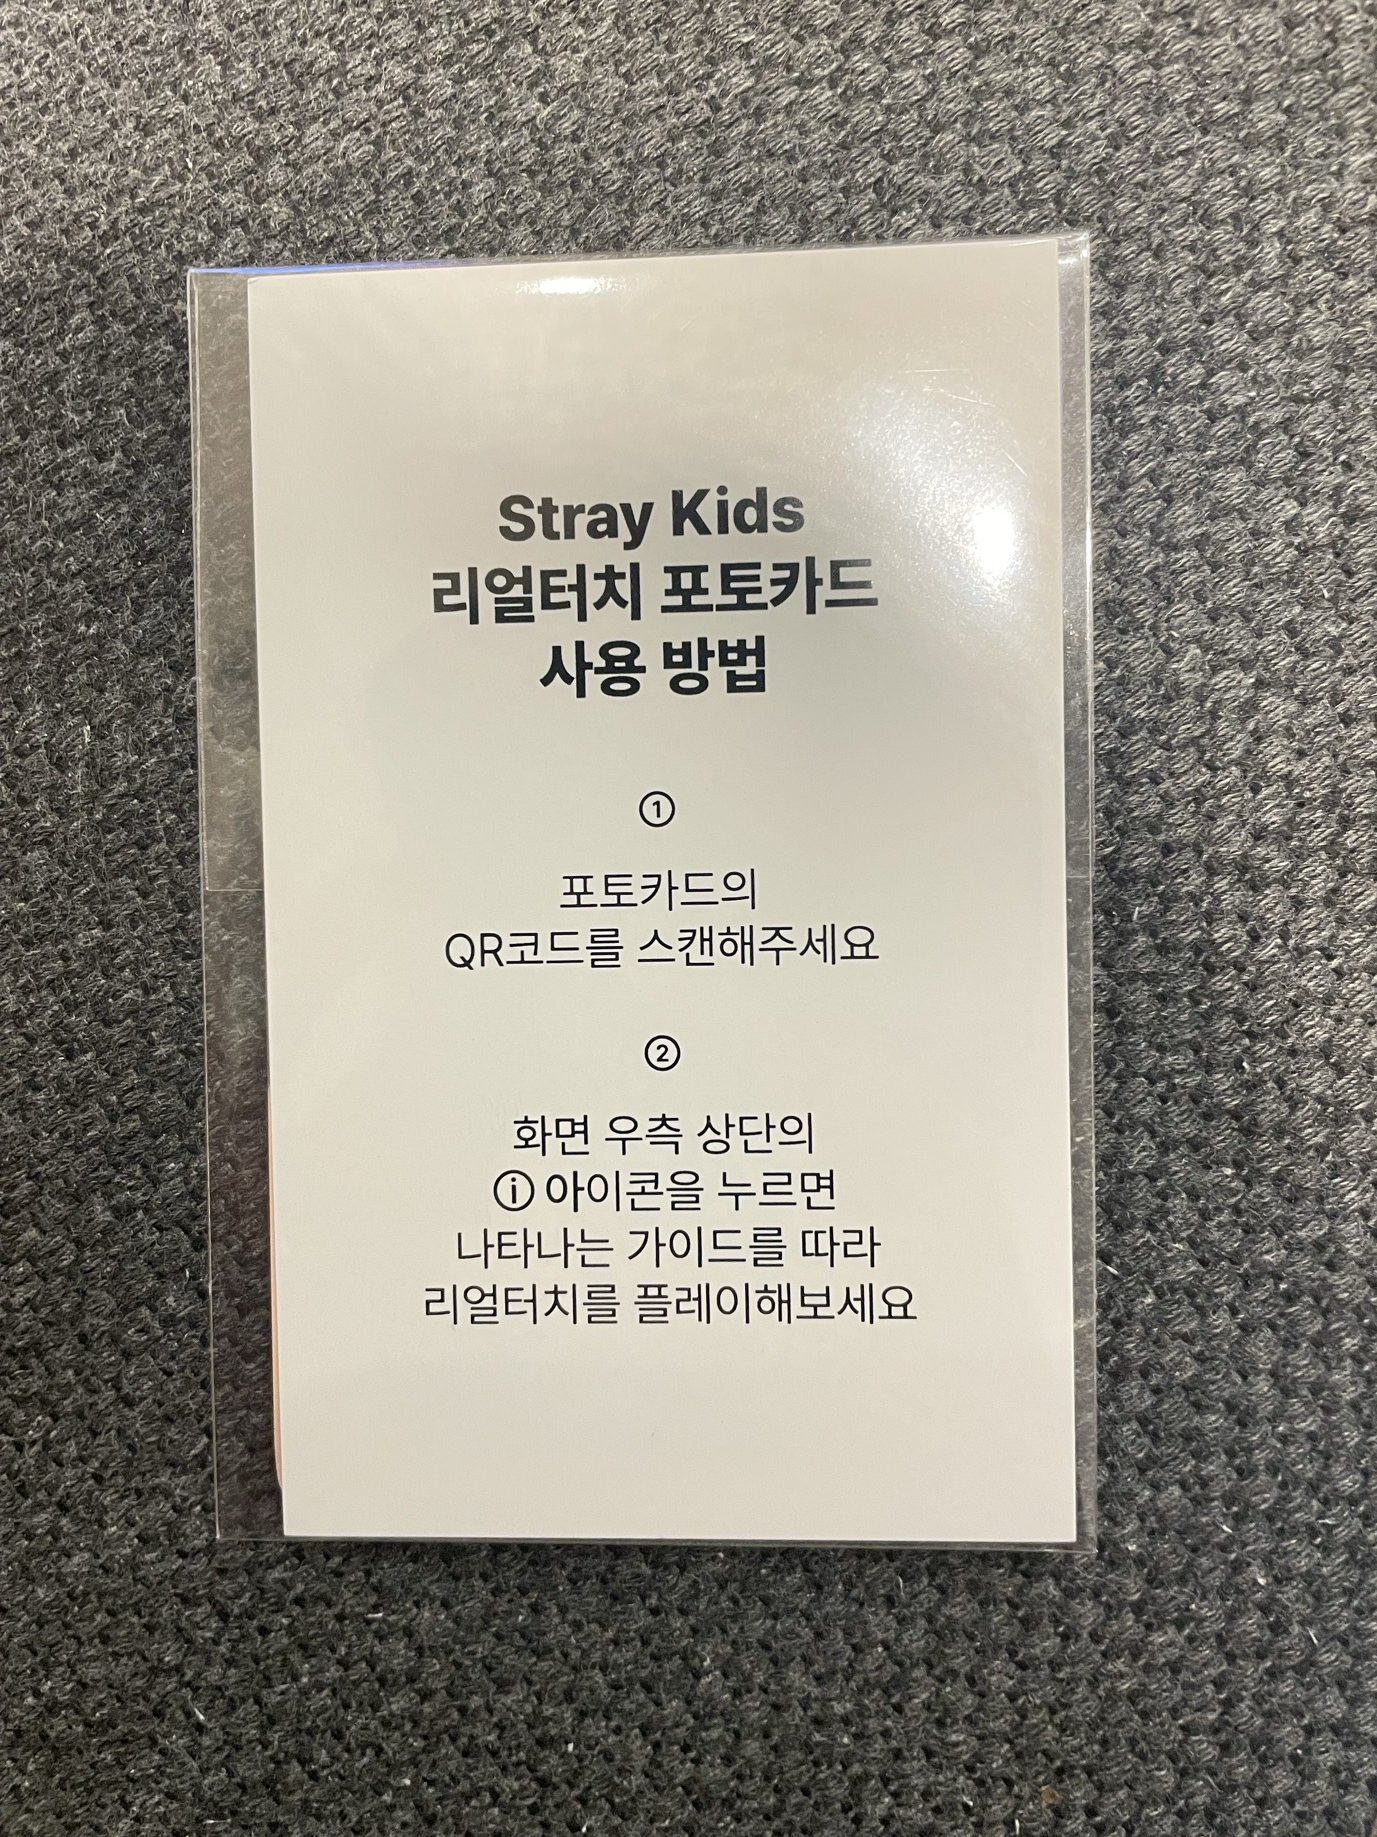 Stray Kids
리얼터치 포토카드
사용 방법
①
포토카드의
QR코드를 스캔해주세요
②
화면 우측 상단의
ⓘ 아이콘을 누르면
나타나는 가이드를 따라
리얼터치를 플레이해보세요